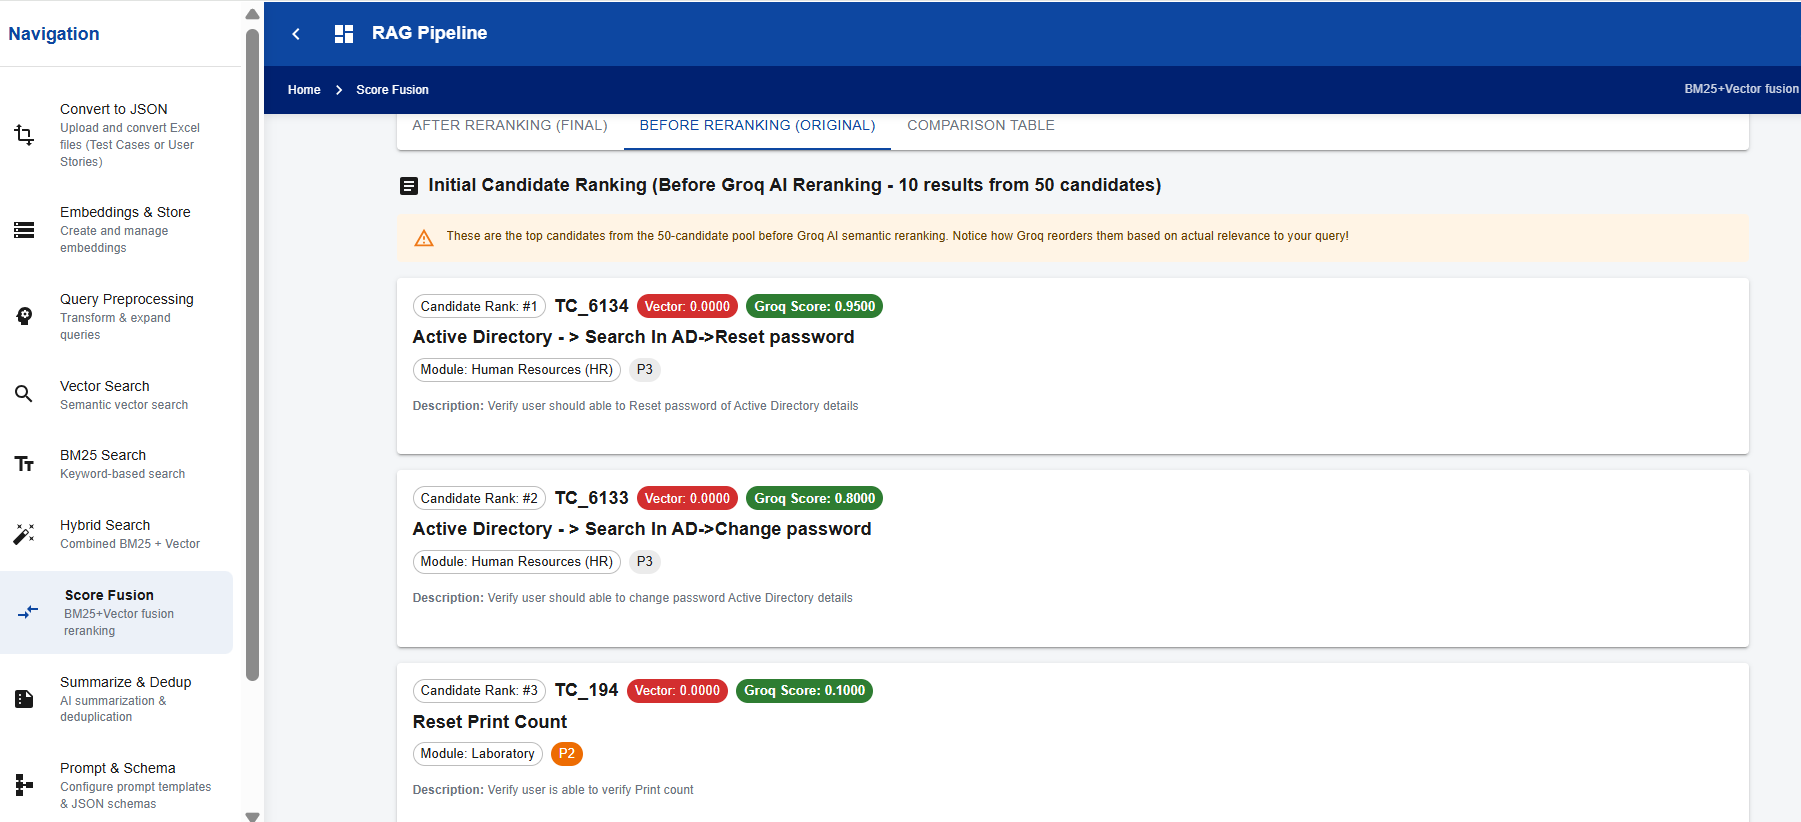 Navigation
Convert to JSON
Upload and convert Excel
files (Test Cases or User
Stories)
Embeddings & Store
Create and manage
embeddings
Query Preprocessing
Transform & expand
queries
Vector Search
Semantic vector search
BM25 Search
Keyword-based search
Hybrid Search
Combined BM25 + Vector
Score Fusion
BM25+Vector fusion
reranking
Summarize & Dedup
AI summarization &
deduplication
Prompt & Schema
Configure prompt templates
& JSON schemas
RAG Pipeline
Home > Score Fusion
BM25+Vector fusion
AFTER RERANKING (FINAL) BEFORE RERANKING (ORIGINAL) COMPARISON TABLE
Initial Candidate Ranking (Before Groq AI Reranking - 10 results from 50 candidates)
These are the top candidates from the 50-candidate pool before Groq AI semantic reranking. Notice how Groq reorders them based on actual relevance to your query!
Candidate Rank: #1 TC_6134 Vector: 0.0000 Groq Score: 0.9500
Active Directory - > Search In AD->Reset password
Module: Human Resources (HR) P3
Description: Verify user should able to Reset password of Active Directory details
Candidate Rank: #2 TC_6133 Vector: 0.0000 Groq Score: 0.8000
Active Directory - > Search In AD->Change password
Module: Human Resources (HR) P3
Description: Verify user should able to change password Active Directory details
Candidate Rank: #3 TC_194 Vector: 0.0000 Groq Score: 0.1000
Reset Print Count
Module: Laboratory P2
Description: Verify user is able to verify Print count